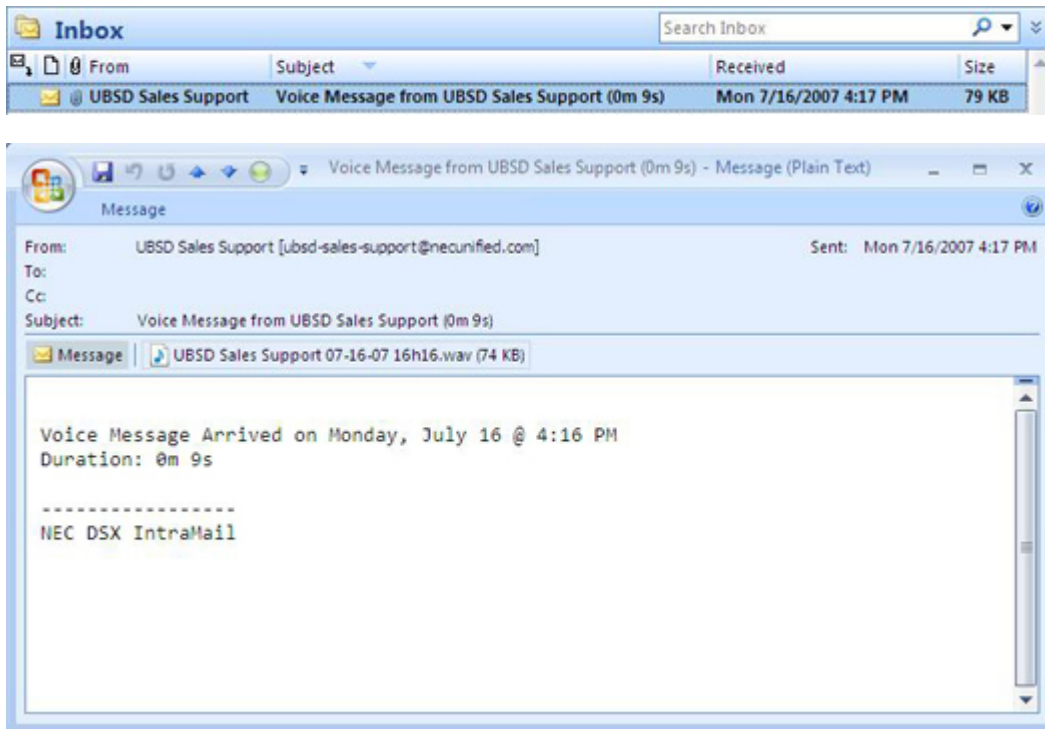 Inbox
Search Inbox
From Subject Received Size
UBSD Sales Support Voice Message from UBSD Sales Support (0m 9s) Mon 7/16/2007 4:17 PM 79 KB
Voice Message from UBSD Sales Support (0m 9s) - Message (Plain Text)
Message
From: UBSD Sales Support [ubsd-sales-support@necunified.com] Sent: Mon 7/16/2007 4:17 PM
To:
Cc:
Subject: Voice Message from UBSD Sales Support (0m 9s)
Message UBSD Sales Support 07-16-07 16h16.wav (74 KB)
Voice Message Arrived on Monday, July 16 @ 4:16 PM
Duration: 0m 9s
-----------------
NEC DSX IntraMail